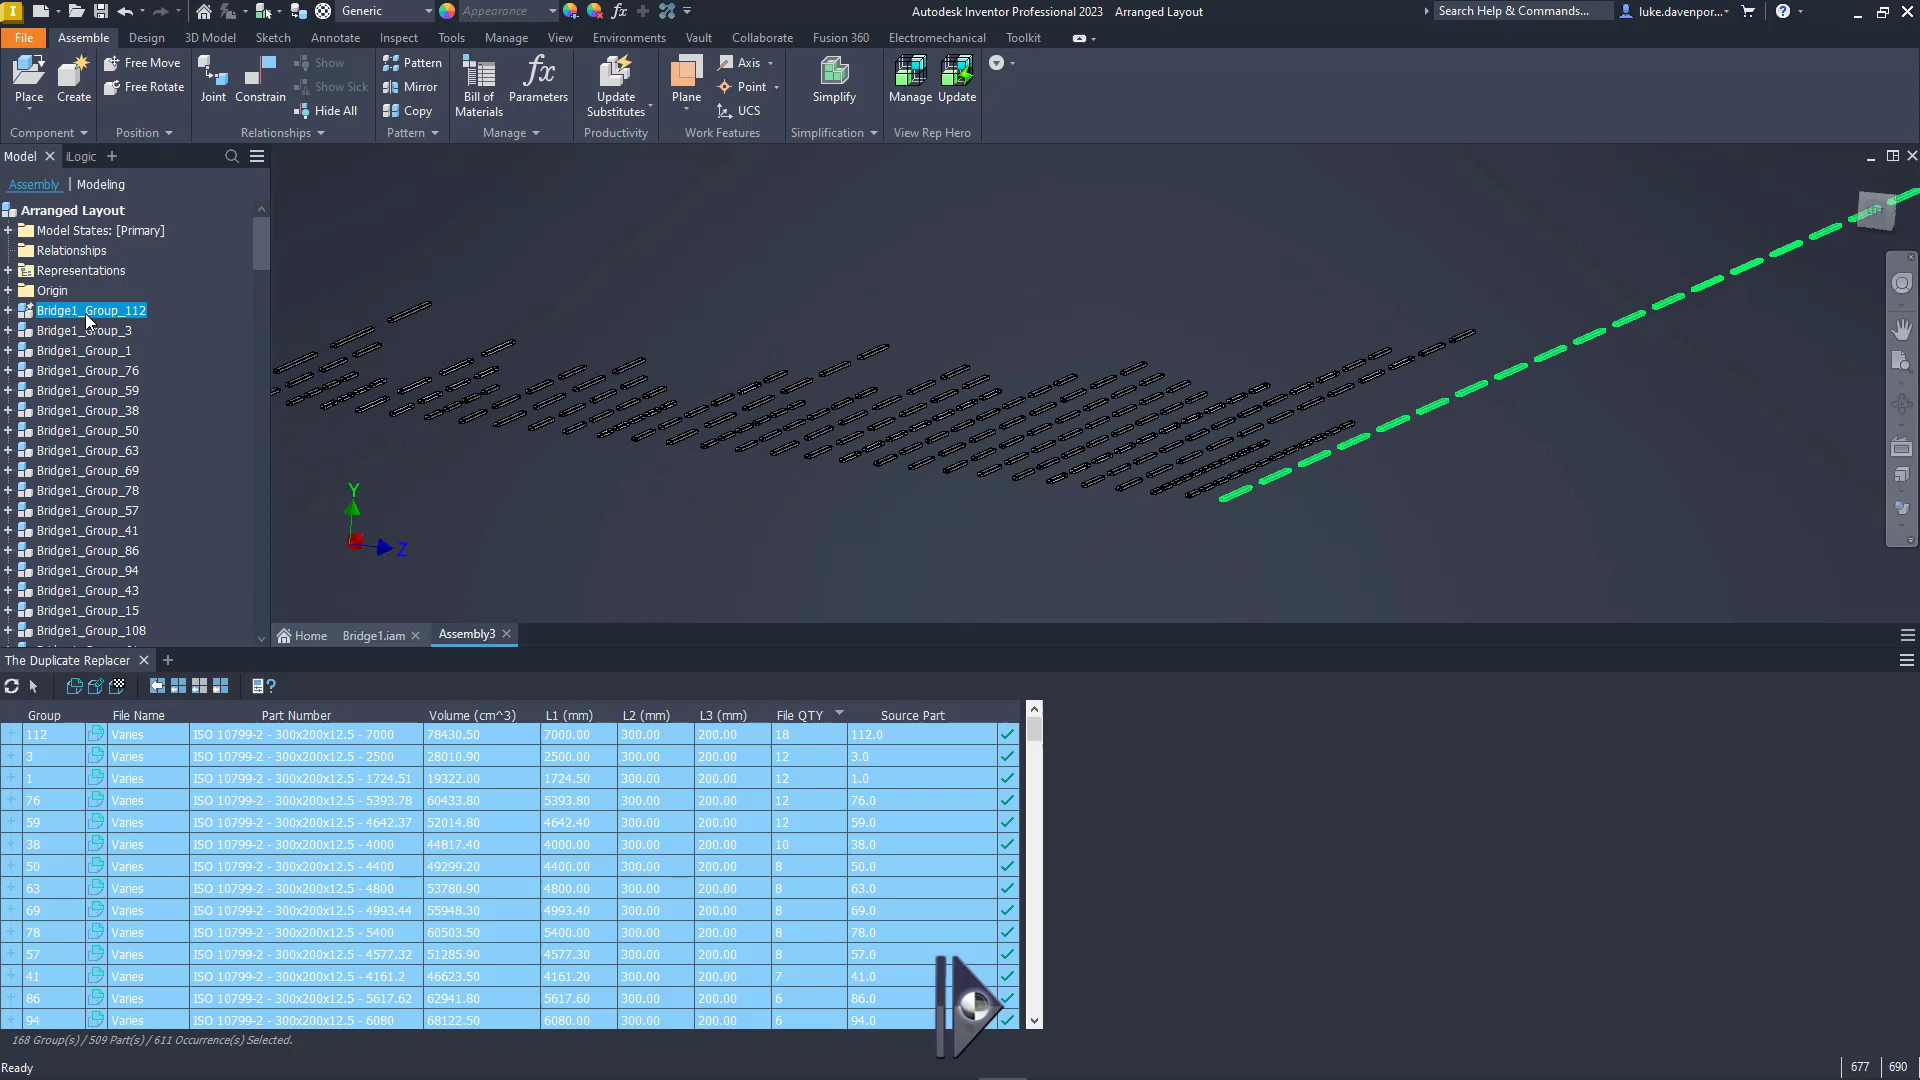 Generic
Appearance
Autodesk Inventor Professional 2023 Arranged Layout
Search Help & Commands...
luke.davenpor...
File Assemble Design 3D Model Sketch Annotate Inspect Tools Manage View Environments Vault Collaborate Fusion 360 Electromechanical Toolkit
Place
Create
Free Move
Free Rotate
Joint
Constrain
Show
Show Sick
Hide All
Pattern
Mirror
Copy
Bill of
Materials
Parameters
Update
Substitutes
Plane
Axis
Point
UCS
Simplify
Manage
Update
Component Position Relationships Pattern Manage Productivity Work Features Simplification View Rep Hero
Model iLogic
Assembly Modeling
Arranged Layout
Model States: [Primary]
Relationships
Representations
Origin
Bridge1_Group_112
Bridge1_Group_3
Bridge1_Group_1
Bridge1_Group_76
Bridge1_Group_59
Bridge1_Group_38
Bridge1_Group_50
Bridge1_Group_63
Bridge1_Group_69
Bridge1_Group_78
Bridge1_Group_57
Bridge1_Group_41
Bridge1_Group_86
Bridge1_Group_94
Bridge1_Group_43
Bridge1_Group_15
Bridge1_Group_108
Y
Z
Home Bridge1.iam Assembly3
The Duplicate Replacer
Group File Name Part Number Volume (cm^3) L1 (mm) L2 (mm) L3 (mm) File QTY Source Part
112 Varies ISO 10799-2 - 300x200x12.5 - 7000 78430.50 7000.00 300.00 200.00 18 112.0
3 Varies ISO 10799-2 - 300x200x12.5 - 2500 28010.90 2500.00 300.00 200.00 12 3.0
1 Varies ISO 10799-2 - 300x200x12.5 - 1724.51 19322.00 1724.50 300.00 200.00 12 1.0
76 Varies ISO 10799-2 - 300x200x12.5 - 5393.78 60433.80 5393.80 300.00 200.00 12 76.0
59 Varies ISO 10799-2 - 300x200x12.5 - 4642.37 52014.80 4642.40 300.00 200.00 12 59.0
38 Varies ISO 10799-2 - 300x200x12.5 - 4000 44817.40 4000.00 300.00 200.00 10 38.0
50 Varies ISO 10799-2 - 300x200x12.5 - 4400 49299.20 4400.00 300.00 200.00 8 50.0
63 Varies ISO 10799-2 - 300x200x12.5 - 4800 53780.90 4800.00 300.00 200.00 8 63.0
69 Varies ISO 10799-2 - 300x200x12.5 - 4993.44 55948.30 4993.40 300.00 200.00 8 69.0
78 Varies ISO 10799-2 - 300x200x12.5 - 5400 60503.50 5400.00 300.00 200.00 8 78.0
57 Varies ISO 10799-2 - 300x200x12.5 - 4577.32 51285.90 4577.30 300.00 200.00 8 57.0
41 Varies ISO 10799-2 - 300x200x12.5 - 4161.2 46623.50 4161.20 300.00 200.00 7 41.0
86 Varies ISO 10799-2 - 300x200x12.5 - 5617.62 62941.80 5617.60 300.00 200.00 6 86.0
94 Varies ISO 10799-2 - 300x200x12.5 - 6080 68122.50 6080.00 300.00 200.00 6 94.0
168 Group(s) / 509 Part(s) / 611 Occurrence(s) Selected.
Ready
677 690